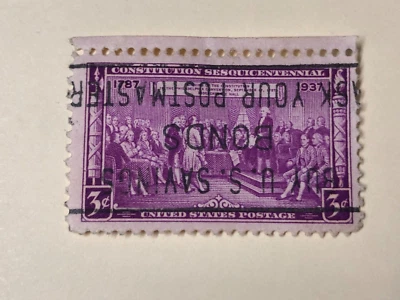 CONSTITUTION SESQUICENTENNIAL
1787 1937
3¢ 3¢
UNITED STATES POSTAGE
BUY U.S. SAVINGS
BONDS
ASK YOUR POSTMASTER